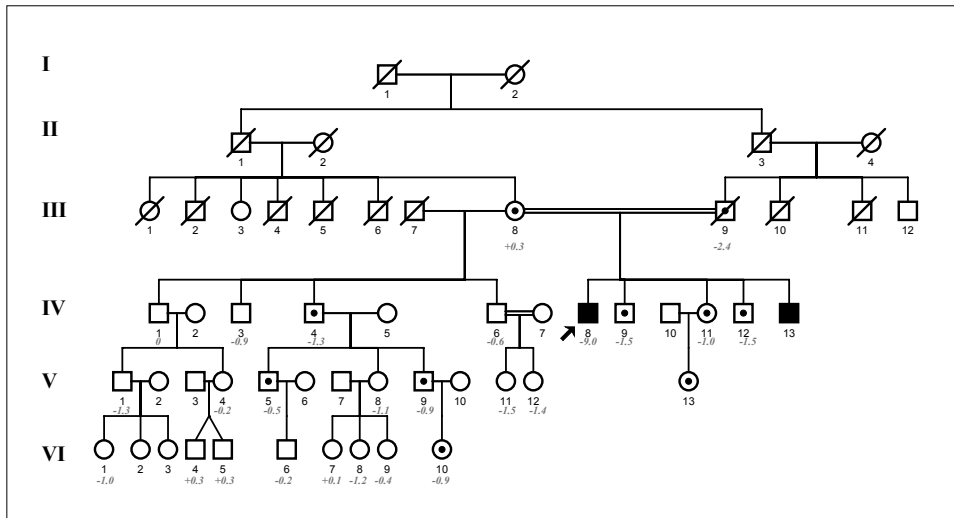 I
1 2
II
1 2 3 4
III
1 2 3 4 5 6 7 8 9 10 11 12
+0.3 -2.4
IV
1 2 3 4 5 6 7 8 9 10 11 12 13
0 -0.9 -1.3 -0.6 -9.0 -1.5 -1.0 -1.5
V
1 2 3 4 5 6 7 8 9 10 11 12 13
-1.3 -0.2 -0.5 -1.1 -0.9 -1.5 -1.4
VI
1 2 3 4 5 6 7 8 9 10
-1.0 +0.3 +0.3 -0.2 +0.1 -1.2 -0.4 -0.9